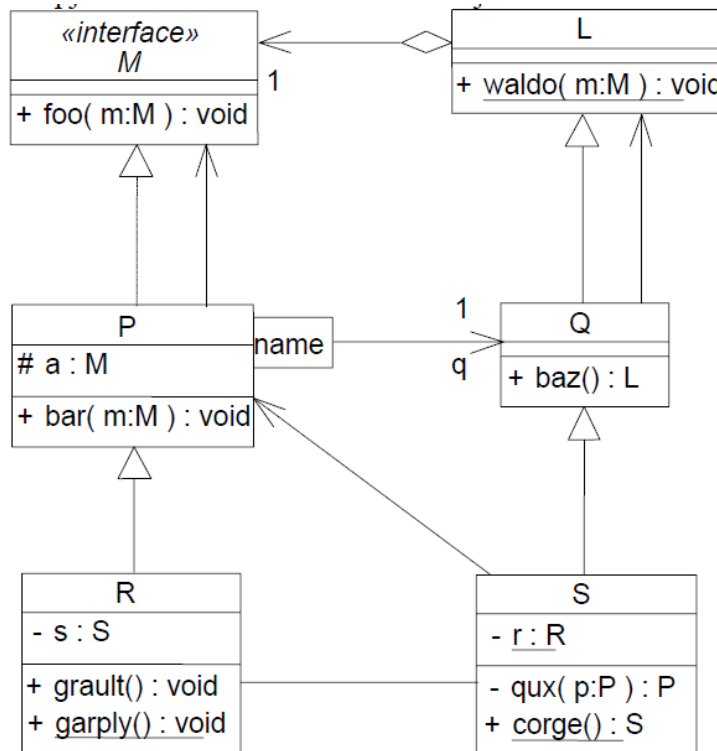 «interface»
M
+ foo( m:M ) : void
1
L
+ waldo( m:M ) : void
P
# a : M
+ bar( m:M ) : void
name
1
q
Q
+ baz() : L
R
- s : S
+ grault() : void
+ garply() : void
S
- r : R
- qux( p:P ) : P
+ corge() : S